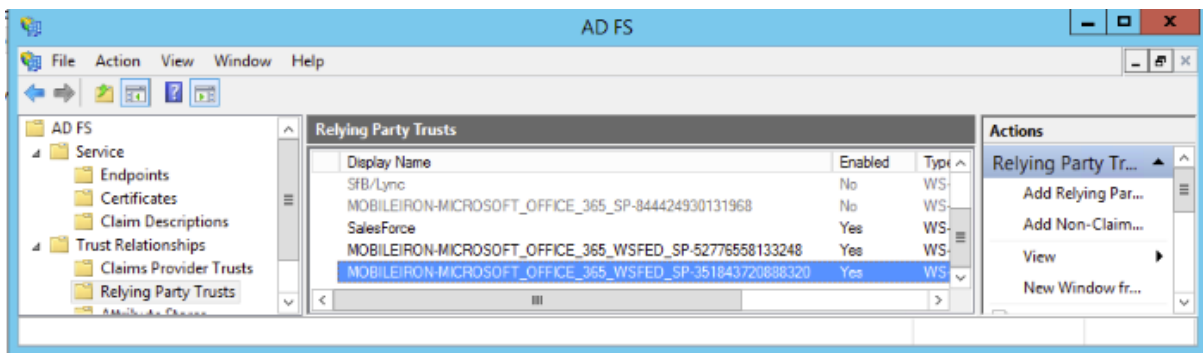 AD FS
File Action View Window Help
AD FS
Service
Endpoints
Certificates
Claim Descriptions
Trust Relationships
Claims Provider Trusts
Relying Party Trusts
Relying Party Trusts
Display Name Enabled Type
SfB/Lync No WS-
MOBILEIRON-MICROSOFT_OFFICE_365_SP-844424930131968 No WS-
SalesForce Yes WS-
MOBILEIRON-MICROSOFT_OFFICE_365_WSFED_SP-52776558133248 Yes WS-
MOBILEIRON-MICROSOFT_OFFICE_365_WSFED_SP-351843720888320 Yes WS-
Actions
Relying Party Tr...
Add Relying Par...
Add Non-Claim...
View
New Window fr...